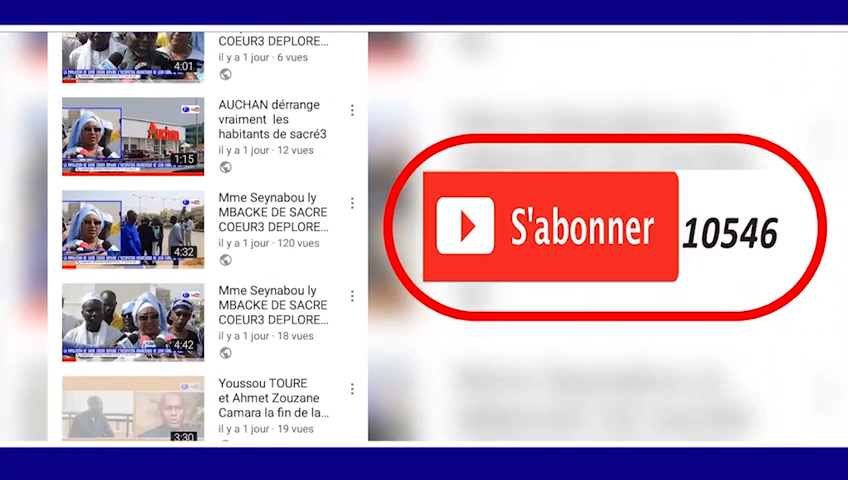 COEUR3 DEPLORE...
il y a 1 jour · 6 vues
4:01
AUCHAN dérrange
vraiment les
habitants de sacré3
il y a 1 jour · 12 vues
Auchan
1:15
Mme Seynabou ly
MBACKE DE SACRE
COEUR3 DEPLORE...
il y a 1 jour · 120 vues
4:32
Mme Seynabou ly
MBACKE DE SACRE
COEUR3 DEPLORE...
il y a 1 jour · 18 vues
4:42
Youssou TOURE
et Ahmet Zouzane
Camara la fin de la...
il y a 1 jour · 19 vues
3:30
S'abonner
10546